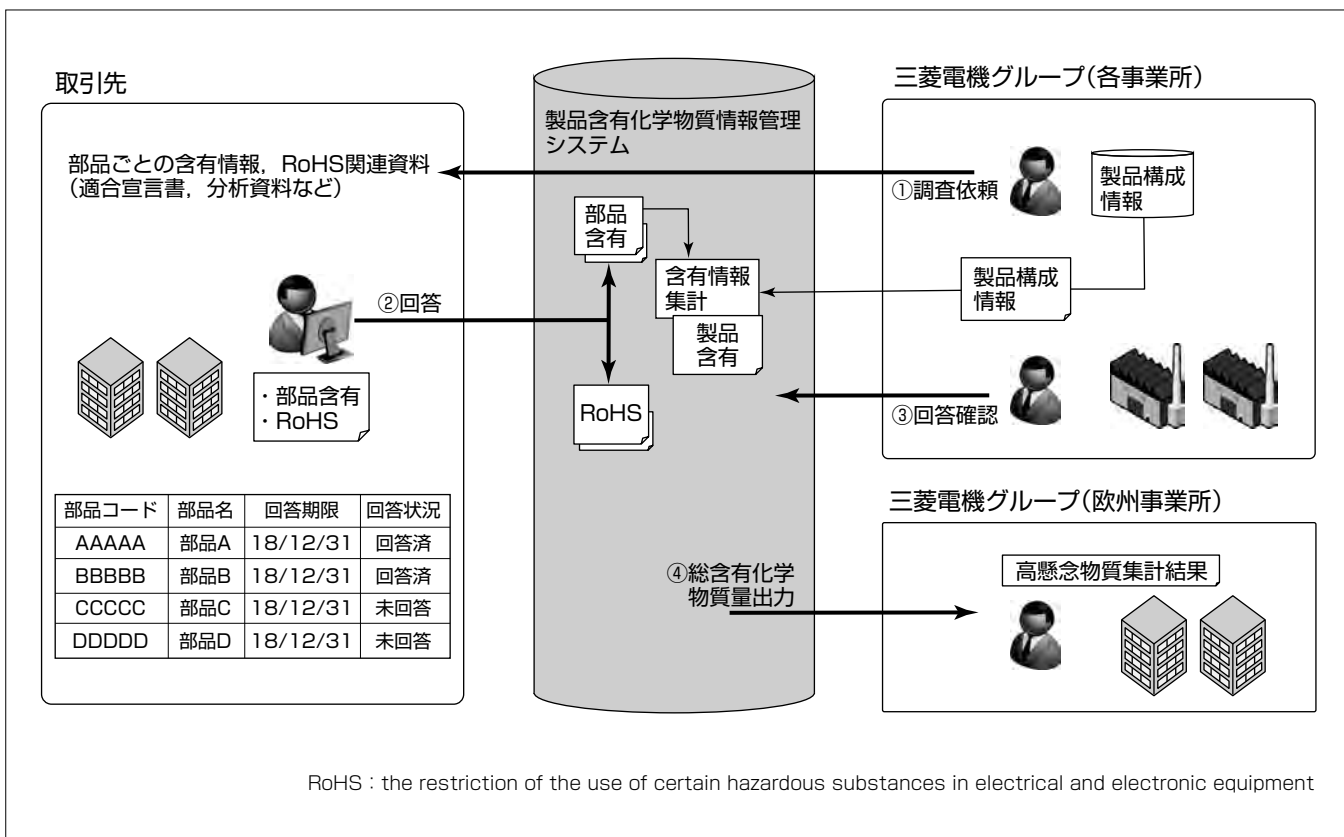 取引先
部品ごとの含有情報，RoHS関連資料
（適合宣言書，分析資料など）
②回答
・部品含有
・RoHS
部品コード 部品名 回答期限 回答状況
AAAAA 部品A 18/12/31 回答済
BBBBB 部品B 18/12/31 回答済
CCCCC 部品C 18/12/31 未回答
DDDDD 部品D 18/12/31 未回答
製品含有化学物質情報管理
システム
部品
含有
含有情報
集計
製品
含有
RoHS
④総含有化学
物質量出力
三菱電機グループ（各事業所）
①調査依頼
製品構成
情報
製品構成
情報
③回答確認
三菱電機グループ（欧州事業所）
高懸念物質集計結果
RoHS：the restriction of the use of certain hazardous substances in electrical and electronic equipment